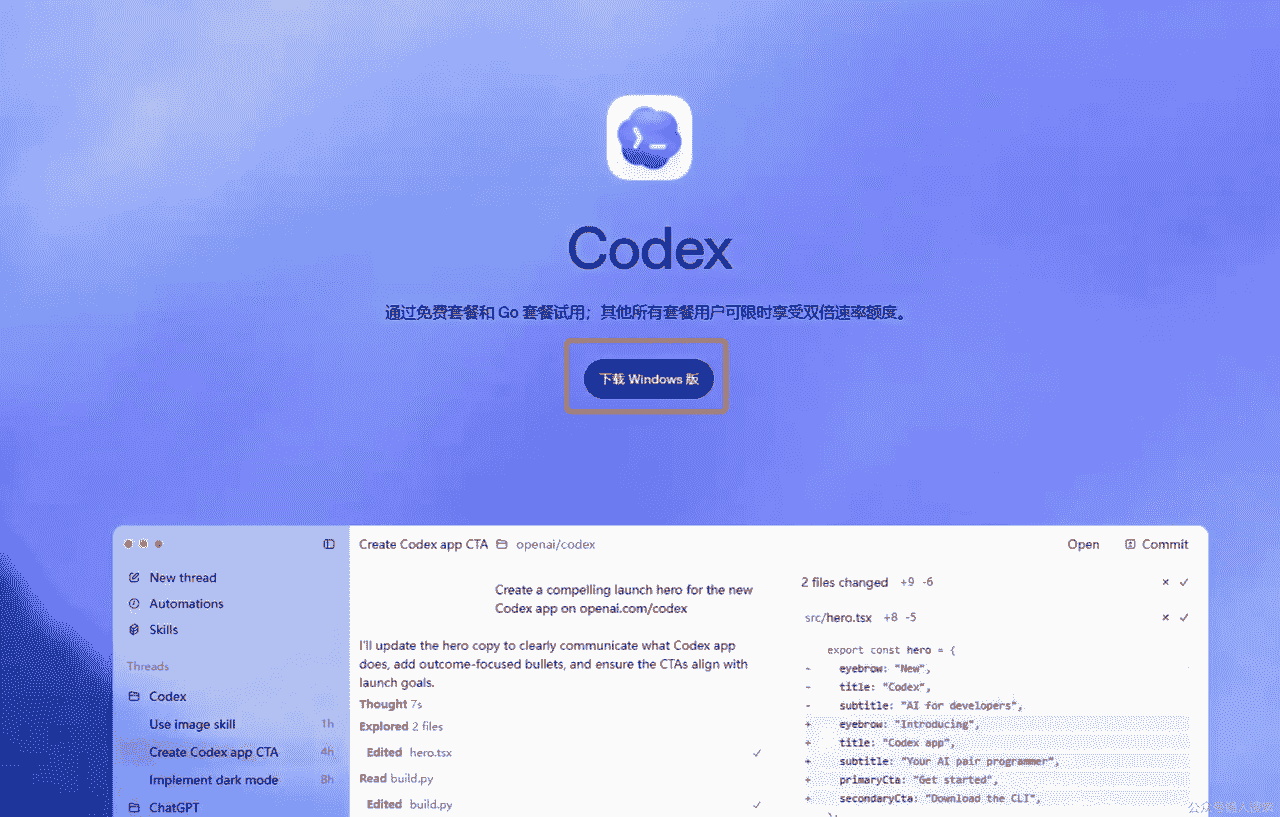 Codex
通过免费套餐和 Go 套餐试用；其他所有套餐用户可限时享受双倍速率额度。
下载 Windows 版
New thread
Automations
Skills
Threads
Codex
Use image skill 1h
Create Codex app CTA 4h
Implement dark mode 8h
ChatGPT
Create Codex app CTA openai/codex
Open Commit
Create a compelling launch hero for the new
Codex app on openai.com/codex
I'll update the hero copy to clearly communicate what Codex app
does, add outcome-focused bullets, and ensure the CTAs align with
launch goals.
Thought 7s
Explored 2 files
Edited hero.tsx
Read build.py
Edited build.py
2 files changed +9 -6
src/hero.tsx +8 -5
export const hero = {
- eyebrow: "New",
- title: "Codex",
- subtitle: "AI for developers",
+ eyebrow: "Introducing",
+ title: "Codex app",
+ subtitle: "Your AI pair programmer",
+ primaryCta: "Get started",
+ secondaryCta: "Download the CLI",
};